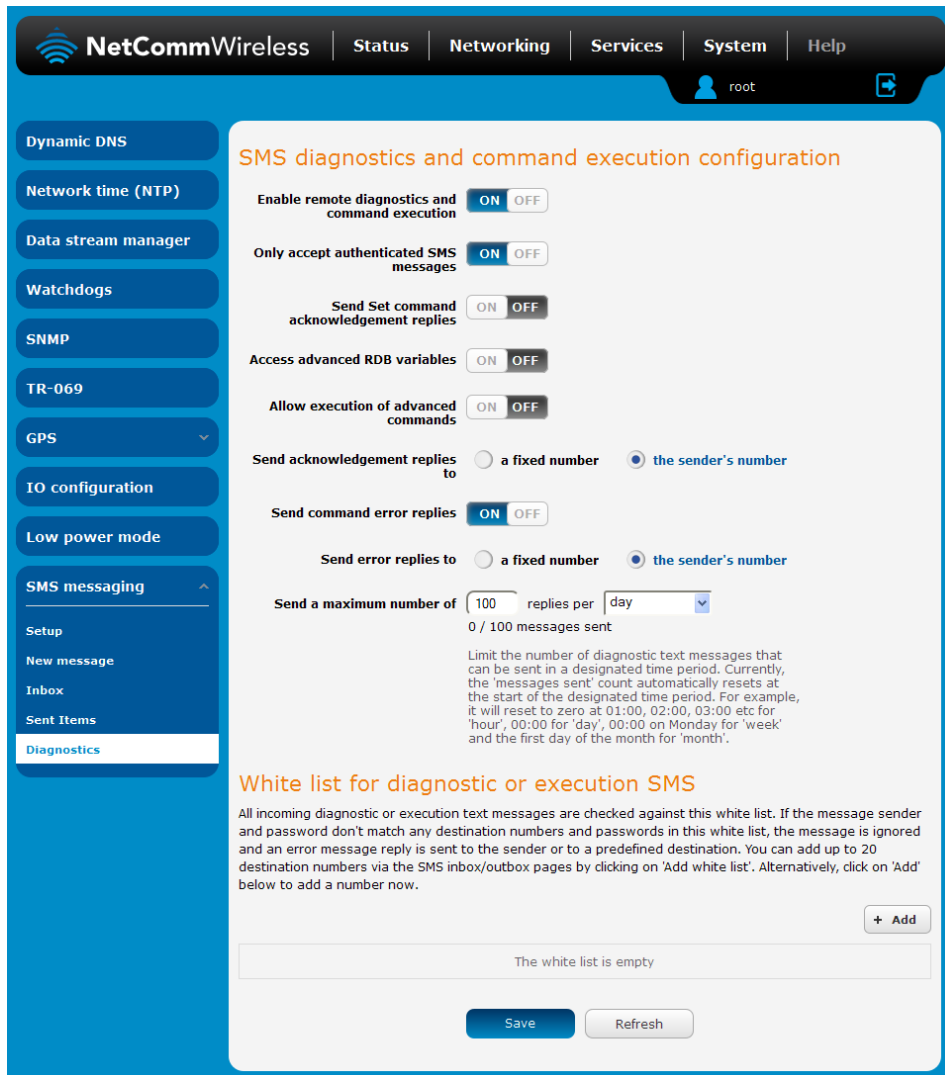 NetCommWireless
Status
Networking
Services
System
Help
root
Dynamic DNS
Network time (NTP)
Data stream manager
Watchdogs
SNMP
TR-069
GPS
IO configuration
Low power mode
SMS messaging
Setup
New message
Inbox
Sent Items
Diagnostics
SMS diagnostics and command execution configuration
Enable remote diagnostics and
command execution
ON OFF
Only accept authenticated SMS
messages
ON OFF
Send Set command
acknowledgement replies
ON OFF
Access advanced RDB variables
ON OFF
Allow execution of advanced
commands
ON OFF
Send acknowledgement replies
to
a fixed number
the sender's number
Send command error replies
ON OFF
Send error replies to
a fixed number
the sender's number
Send a maximum number of
100 replies per day
0 / 100 messages sent
Limit the number of diagnostic text messages that
can be sent in a designated time period. Currently,
the 'messages sent' count automatically resets at
the start of the designated time period. For example,
it will reset to zero at 01:00, 02:00, 03:00 etc for
'hour', 00:00 for 'day', 00:00 on Monday for 'week'
and the first day of the month for 'month'.
White list for diagnostic or execution SMS
All incoming diagnostic or execution text messages are checked against this white list. If the message sender
and password don't match any destination numbers and passwords in this white list, the message is ignored
and an error message reply is sent to the sender or to a predefined destination. You can add up to 20
destination numbers via the SMS inbox/outbox pages by clicking on 'Add white list'. Alternatively, click on 'Add'
below to add a number now.
+ Add
The white list is empty
Save
Refresh